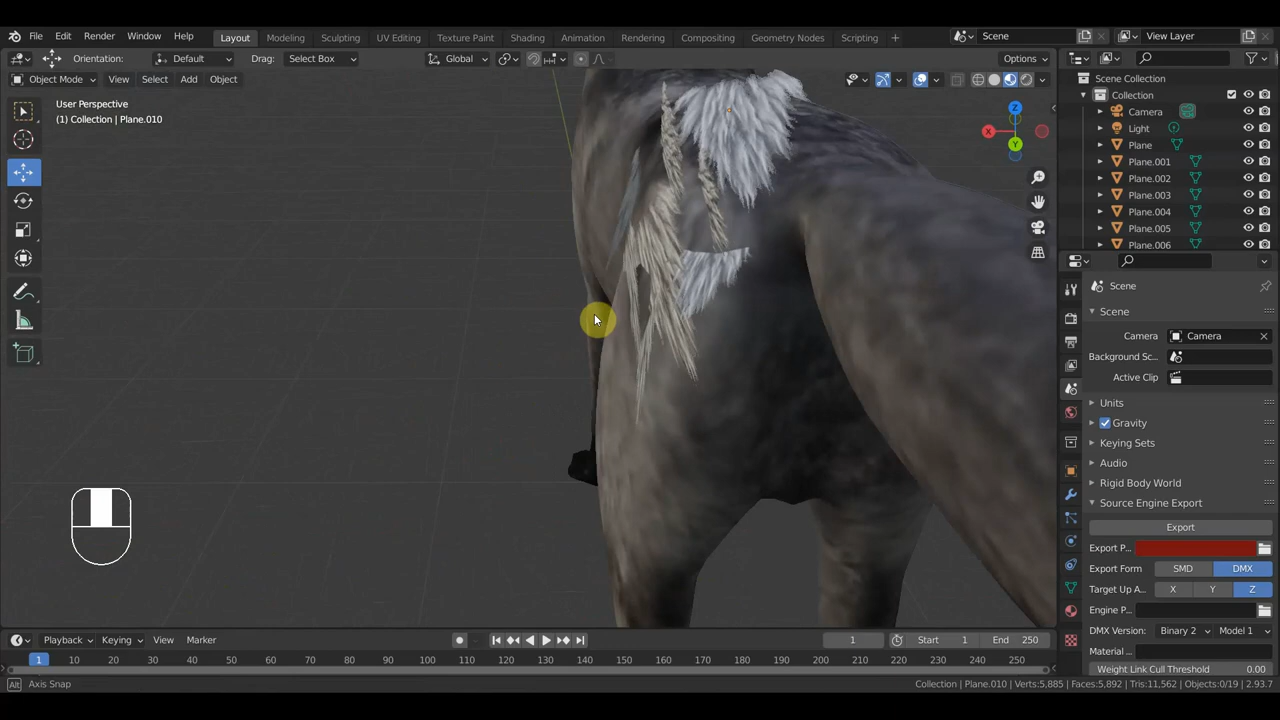 File Edit Render Window Help Layout Modeling Sculpting UV Editing Texture Paint Shading Animation Rendering Compositing Geometry Nodes Scripting + Scene View Layer
Orientation: Default Drag: Select Box Global Options
Object Mode View Select Add Object
User Perspective
(1) Collection | Plane.010
Z
X
Y
Scene Collection
Collection
Camera
Light
Plane
Plane.001
Plane.002
Plane.003
Plane.004
Plane.005
Plane.006
Scene
Scene
Camera Camera
Background Sc...
Active Clip
Units
Gravity
Keying Sets
Audio
Rigid Body World
Source Engine Export
Export
Export P...
Export Form SMD DMX
Target Up A... X Y Z
Engine P...
DMX Version: Binary 2 Model 1
Material ...
Weight Link Cull Threshold 0.00
Playback Keying View Marker 1 Start 1 End 250
1 10 20 30 40 50 60 70 80 90 100 110 120 130 140 150 160 170 180 190 200 210 220 230 240 250
Alt Axis Snap Collection | Plane.010 | Verts:5,885 | Faces:5,892 | Tris:11,562 | Objects:0/19 | 2.93.7